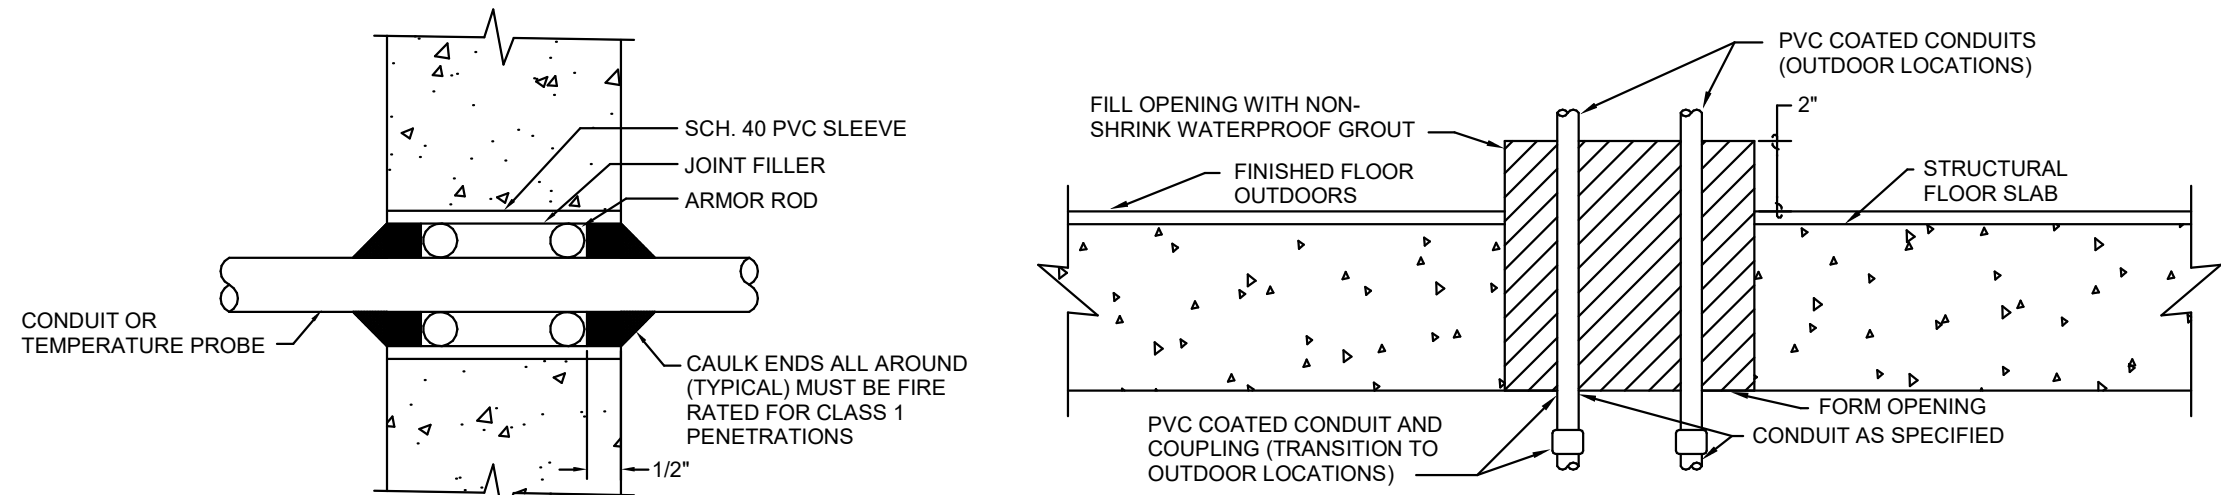 SCH. 40 PVC SLEEVE
JOINT FILLER
ARMOR ROD
CONDUIT OR
TEMPERATURE PROBE
CAULK ENDS ALL AROUND
(TYPICAL) MUST BE FIRE
RATED FOR CLASS 1
PENETRATIONS
1/2"
PVC COATED CONDUITS
(OUTDOOR LOCATIONS)
FILL OPENING WITH NON-
SHRINK WATERPROOF GROUT
2"
FINISHED FLOOR
OUTDOORS
STRUCTURAL
FLOOR SLAB
FORM OPENING
PVC COATED CONDUIT AND
COUPLING (TRANSITION TO
OUTDOOR LOCATIONS)
CONDUIT AS SPECIFIED